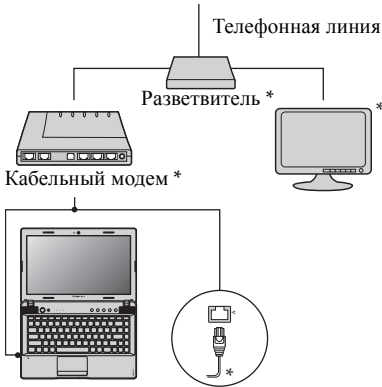 Телефонная линия
Разветвитель *
*
Кабельный модем *
*